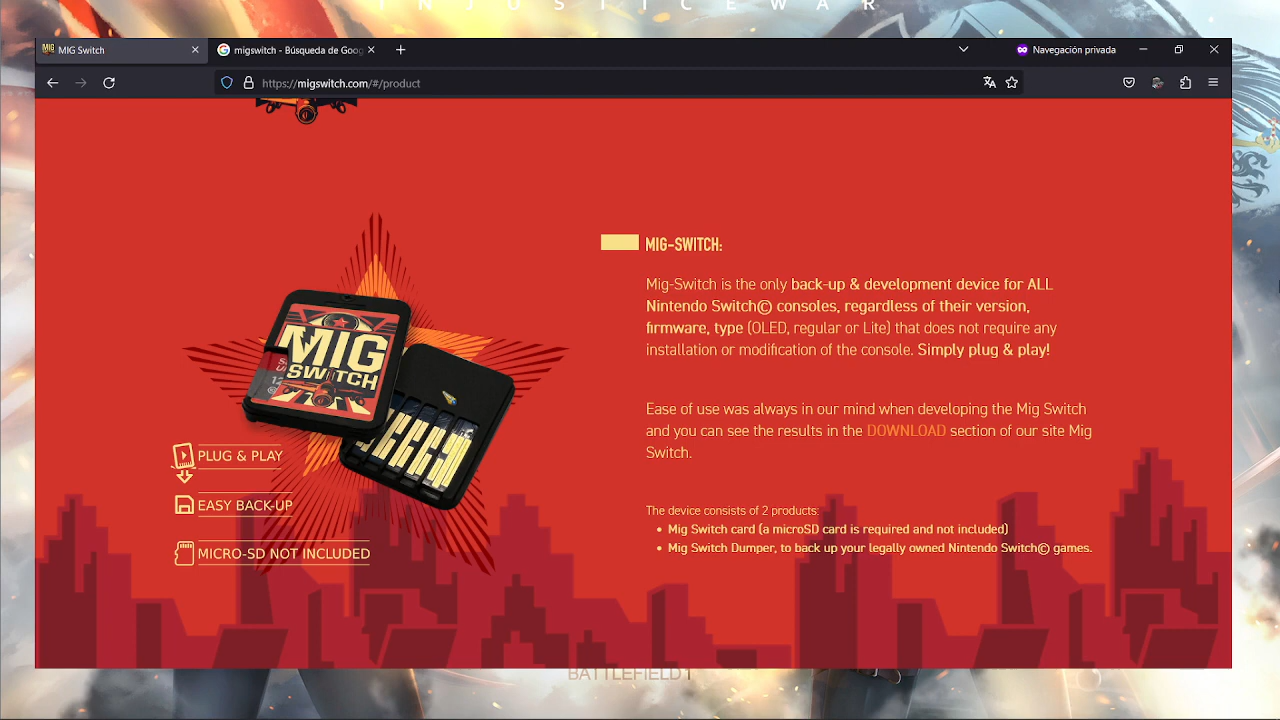 INJUSTICEWAR
MIG Switch
migswitch - Búsqueda de Goog
Navegación privada
https://migswitch.com/#/product
MIG-SWITCH:
Mig-Switch is the only back-up & development device for ALL
Nintendo Switch© consoles, regardless of their version,
firmware, type (OLED, regular or Lite) that does not require any
installation or modification of the console. Simply plug & play!
Ease of use was always in our mind when developing the Mig Switch
and you can see the results in the DOWNLOAD section of our site Mig
Switch.
The device consists of 2 products:
• Mig Switch card (a microSD card is required and not included)
• Mig Switch Dumper, to back up your legally owned Nintendo Switch© games.
MIG
SWITCH
PLUG & PLAY
EASY BACK-UP
MICRO-SD NOT INCLUDED
BATTLEFIELD 1